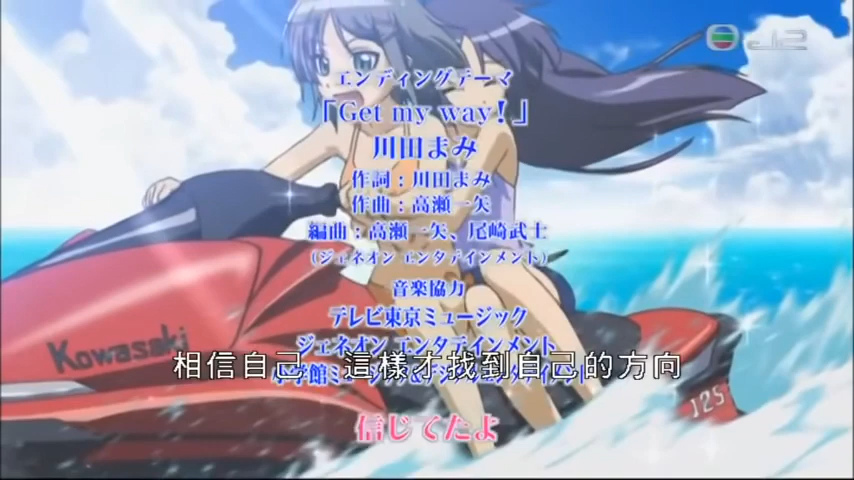 J2
エンディングテーマ
「Get my way!」
川田まみ
作詞：川田まみ
作曲：高瀬一矢
編曲：高瀬一矢、尾崎武士
（ジェネオン エンタテインメント）
音楽協力
テレビ東京ミュージック
ジェネオン エンタテインメント
Kowasaki
相信自己 這樣才找到自己的方向
125
信じてたよ